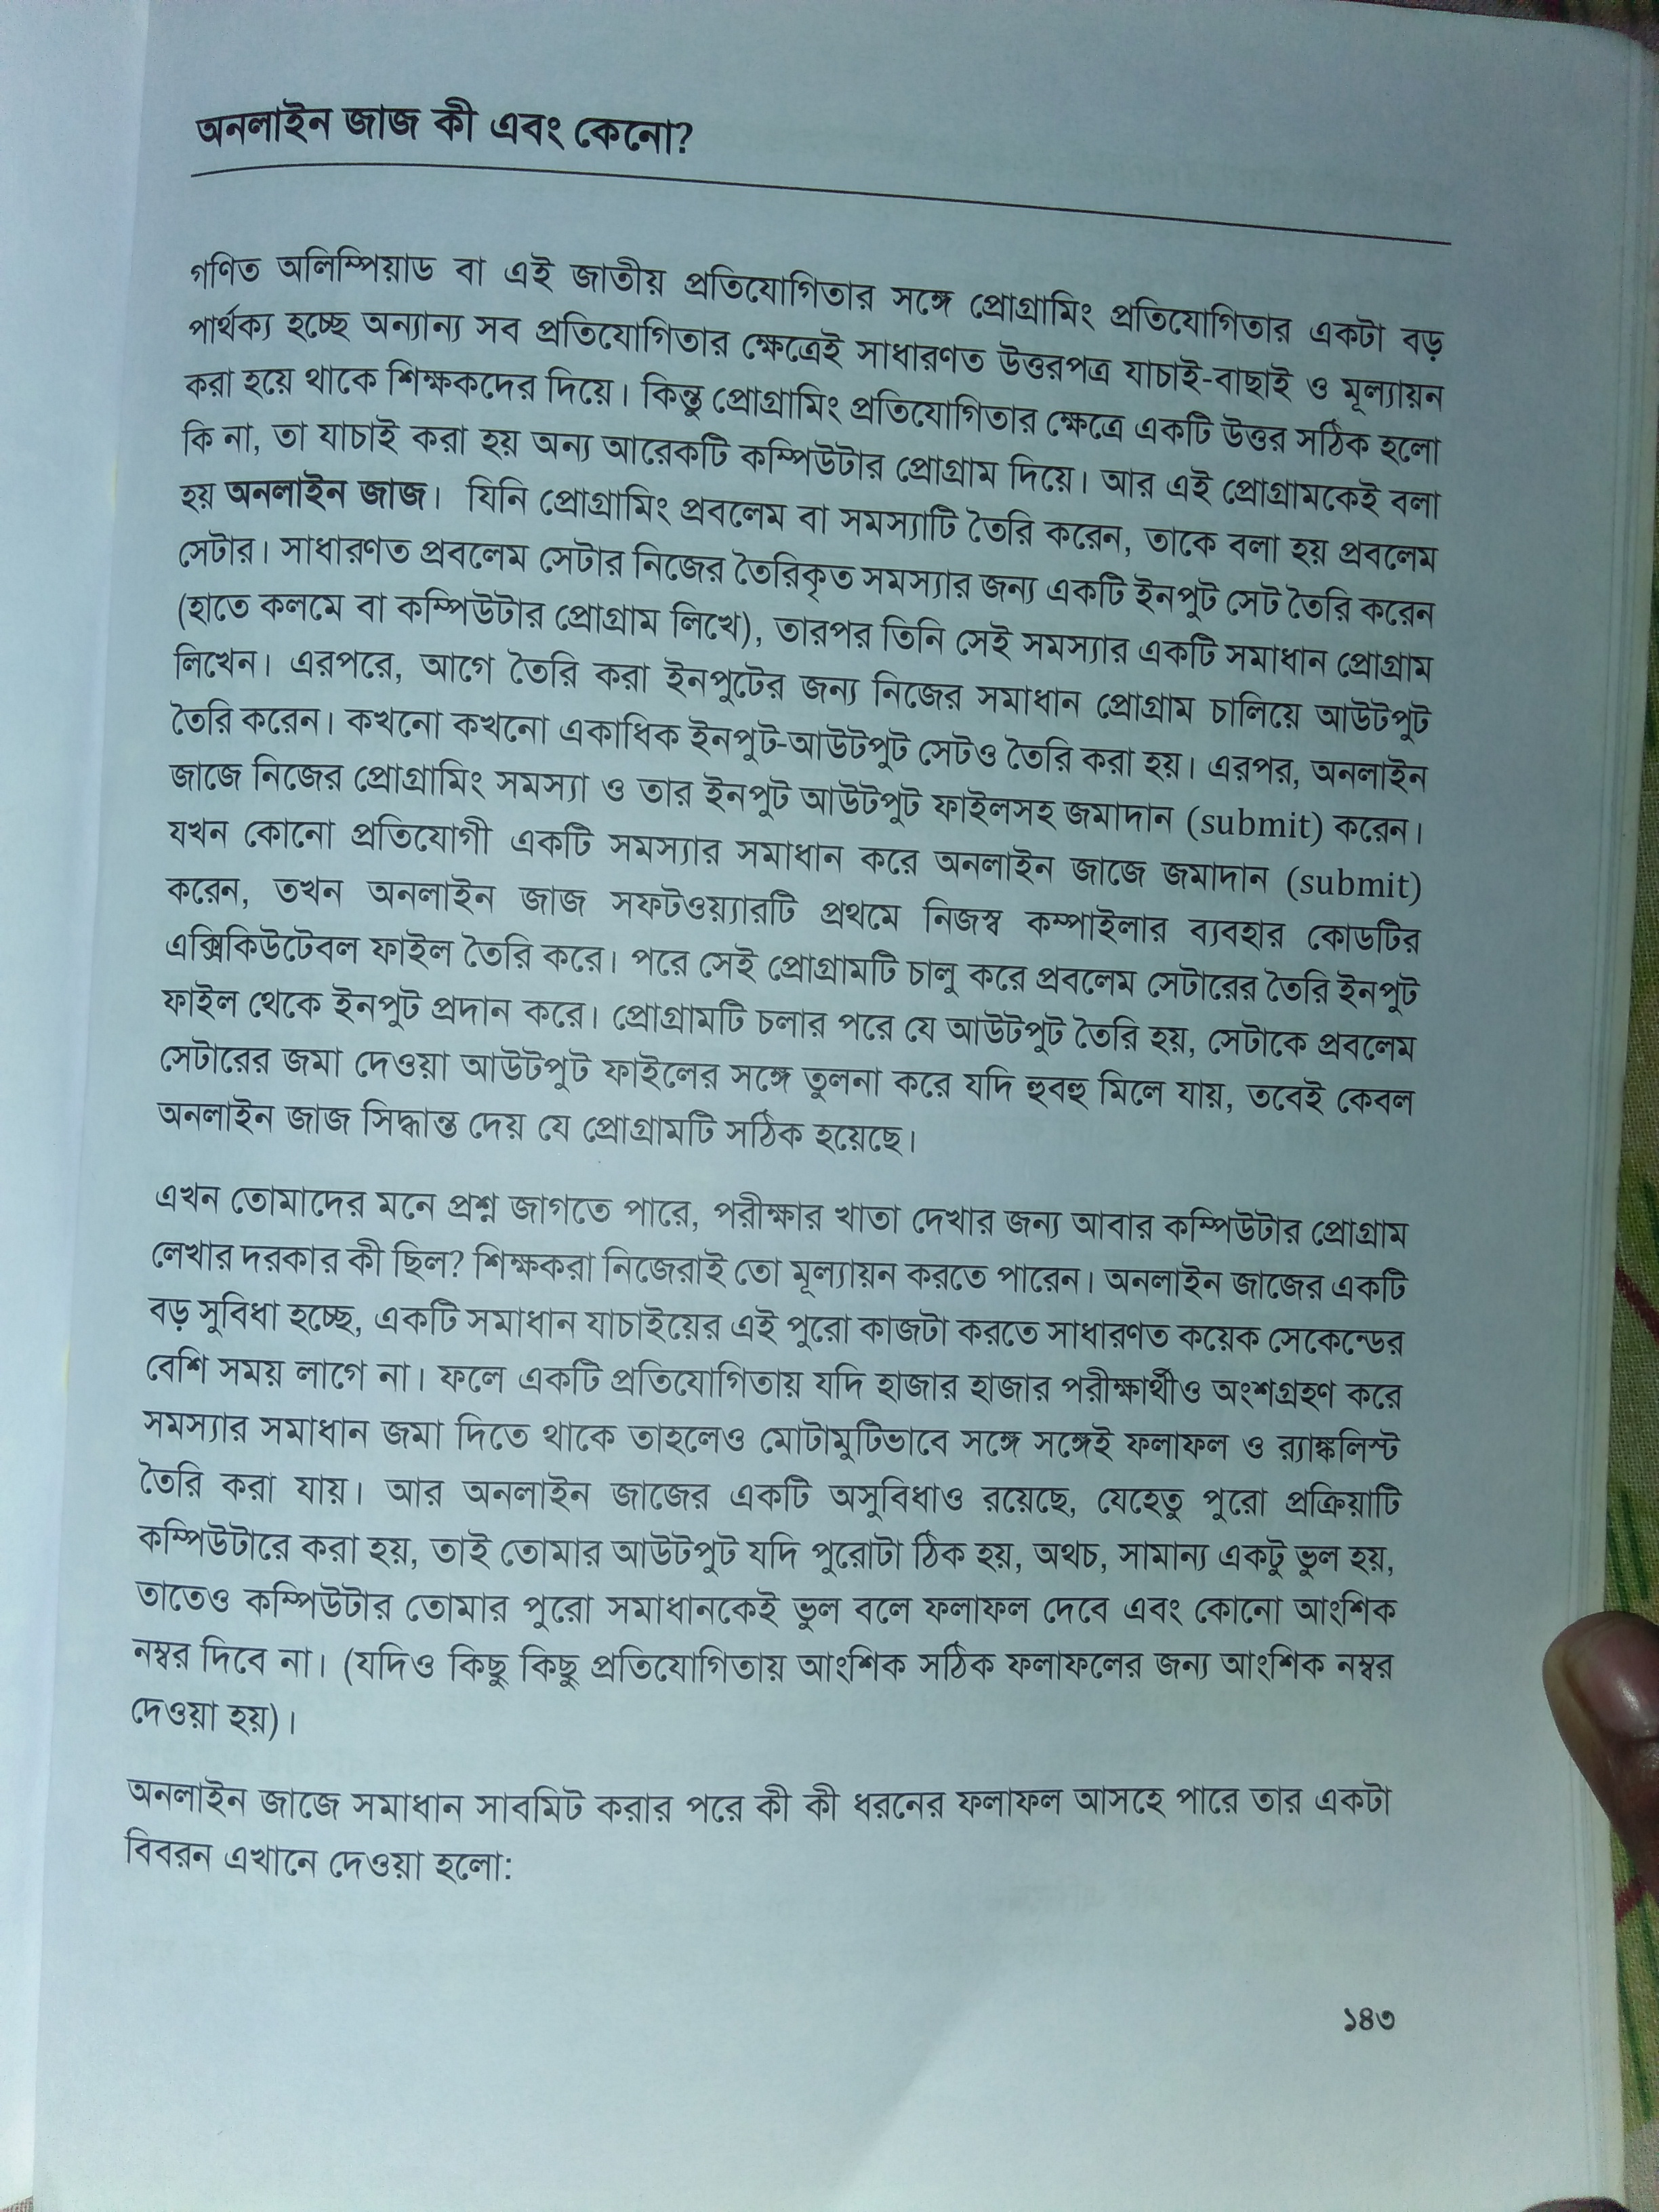 অনলাইন জাজ কী এবং কেনো?
গণিত অলিম্পিয়াড বা এই জাতীয় প্রতিযোগিতার সঙ্গে প্রোগ্রামিং প্রতিযোগিতার একটা বড়
পার্থক্য হচ্ছে অন্যান্য সব প্রতিযোগিতার ক্ষেত্রেই সাধারণত উত্তরপত্র যাচাই-বাছাই ও মূল্যায়ন
করা হয়ে থাকে শিক্ষকদের দিয়ে। কিন্তু প্রোগ্রামিং প্রতিযোগিতার ক্ষেত্রে একটি উত্তর সঠিক হলো
কি না, তা যাচাই করা হয় অন্য আরেকটি কম্পিউটার প্রোগ্রাম দিয়ে। আর এই প্রোগ্রামকেই বলা
হয় অনলাইন জাজ। যিনি প্রোগ্রামিং প্রবলেম বা সমস্যাটি তৈরি করেন, তাকে বলা হয় প্রবলেম
সেটার। সাধারণত প্রবলেম সেটার নিজের তৈরিকৃত সমস্যার জন্য একটি ইনপুট সেট তৈরি করেন
(হাতে কলমে বা কম্পিউটার প্রোগ্রাম লিখে), তারপর তিনি সেই সমস্যার একটি সমাধান প্রোগ্রাম
লিখেন। এরপরে, আগে তৈরি করা ইনপুটের জন্য নিজের সমাধান প্রোগ্রাম চালিয়ে আউটপুট
তৈরি করেন। কখনো কখনো একাধিক ইনপুট-আউটপুট সেটও তৈরি করা হয়। এরপর, অনলাইন
জাজে নিজের প্রোগ্রামিং সমস্যা ও তার ইনপুট আউটপুট ফাইলসহ জমাদান (submit) করেন।
যখন কোনো প্রতিযোগী একটি সমস্যার সমাধান করে অনলাইন জাজে জমাদান (submit)
করেন, তখন অনলাইন জাজ সফটওয়্যারটি প্রথমে নিজস্ব কম্পাইলার ব্যবহার কোডটির
এক্সিকিউটেবল ফাইল তৈরি করে। পরে সেই প্রোগ্রামটি চালু করে প্রবলেম সেটারের তৈরি ইনপুট
ফাইল থেকে ইনপুট প্রদান করে। প্রোগ্রামটি চলার পরে যে আউটপুট তৈরি হয়, সেটাকে প্রবলেম
সেটারের জমা দেওয়া আউটপুট ফাইলের সঙ্গে তুলনা করে যদি হুবহু মিলে যায়, তবেই কেবল
অনলাইন জাজ সিদ্ধান্ত দেয় যে প্রোগ্রামটি সঠিক হয়েছে।
এখন তোমাদের মনে প্রশ্ন জাগতে পারে, পরীক্ষার খাতা দেখার জন্য আবার কম্পিউটার প্রোগ্রাম
লেখার দরকার কী ছিল? শিক্ষকরা নিজেরাই তো মূল্যায়ন করতে পারেন। অনলাইন জাজের একটি
বড় সুবিধা হচ্ছে, একটি সমাধান যাচাইয়ের এই পুরো কাজটা করতে সাধারণত কয়েক সেকেন্ডের
বেশি সময় লাগে না। ফলে একটি প্রতিযোগিতায় যদি হাজার হাজার পরীক্ষার্থীও অংশগ্রহণ করে
সমস্যার সমাধান জমা দিতে থাকে তাহলেও মোটামুটিভাবে সঙ্গে সঙ্গেই ফলাফল ও র‍্যাঙ্কলিস্ট
তৈরি করা যায়। আর অনলাইন জাজের একটি অসুবিধাও রয়েছে, যেহেতু পুরো প্রক্রিয়াটি
কম্পিউটারে করা হয়, তাই তোমার আউটপুট যদি পুরোটা ঠিক হয়, অথচ, সামান্য একটু ভুল হয়,
তাতেও কম্পিউটার তোমার পুরো সমাধানকেই ভুল বলে ফলাফল দেবে এবং কোনো আংশিক
নম্বর দিবে না। (যদিও কিছু কিছু প্রতিযোগিতায় আংশিক সঠিক ফলাফলের জন্য আংশিক নম্বর
দেওয়া হয়)।
অনলাইন জাজে সমাধান সাবমিট করার পরে কী কী ধরনের ফলাফল আসহে পারে তার একটা
বিবরন এখানে দেওয়া হলো:
১৪৩